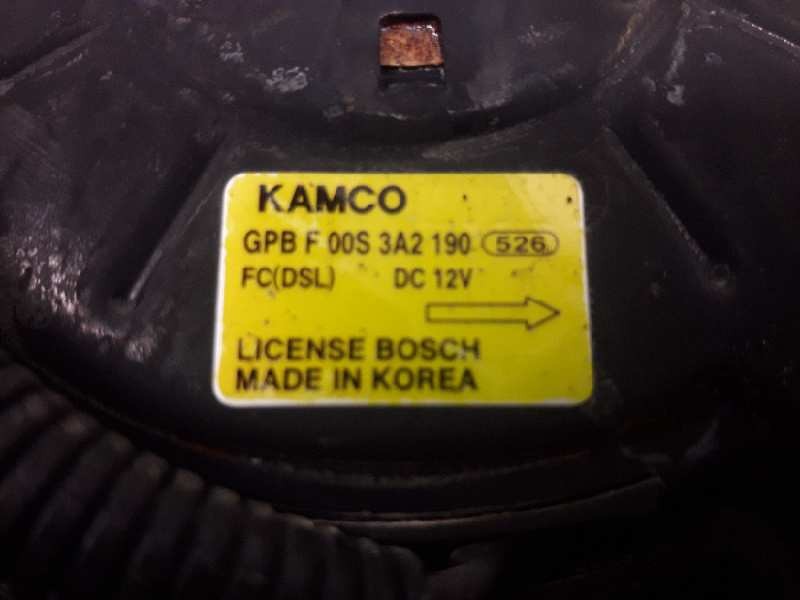 KAMCO
GPB F 00S 3A2 190 526
FC(DSL) DC 12V
LICENSE BOSCH
MADE IN KOREA